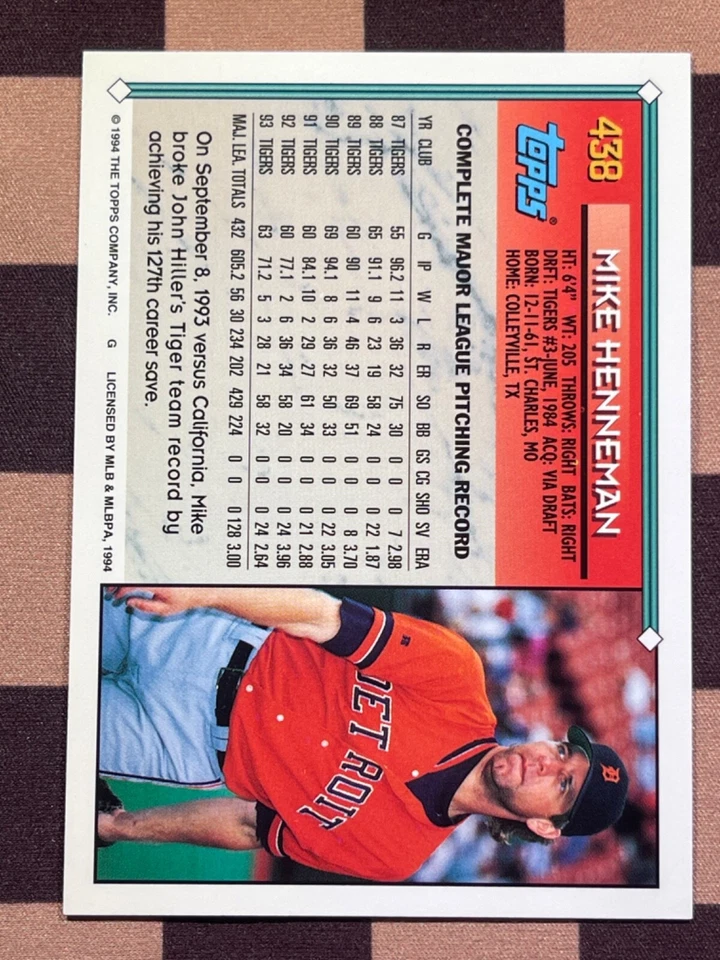 438
MIKE HENNEMAN
topps®
HT: 6'4" WT: 205 THROWS: RIGHT BATS: RIGHT
DRFT: TIGERS #3-JUNE, 1984 ACQ: VIA DRAFT
BORN: 12-11-61, ST. CHARLES, MO
HOME: COLLEYVILLE, TX
COMPLETE MAJOR LEAGUE PITCHING RECORD
YR CLUB G IP W L R ER SO BB GS CG SHO SV ERA
87 TIGERS 55 96.2 11 3 36 32 75 30 0 0 0 7 2.98
88 TIGERS 65 91.1 9 6 23 19 58 24 0 0 0 22 1.87
89 TIGERS 60 90 11 4 46 37 69 51 0 0 0 8 3.70
90 TIGERS 69 94.1 8 6 36 32 50 33 0 0 0 22 3.05
91 TIGERS 60 84.1 10 2 29 27 61 34 0 0 0 21 2.88
92 TIGERS 60 77.1 2 6 36 34 58 20 0 0 0 24 3.96
93 TIGERS 63 71.2 5 3 28 21 58 32 0 0 0 24 2.64
MAJ. LEA. TOTALS 432 605.2 56 30 234 202 429 224 0 0 0 128 3.00
On September 8, 1993 versus California, Mike
broke John Hiller's Tiger team record by
achieving his 127th career save.
© 1994 THE TOPPS COMPANY, INC. G LICENSED BY MLB & MLBPA, 1994
DETROIT
D